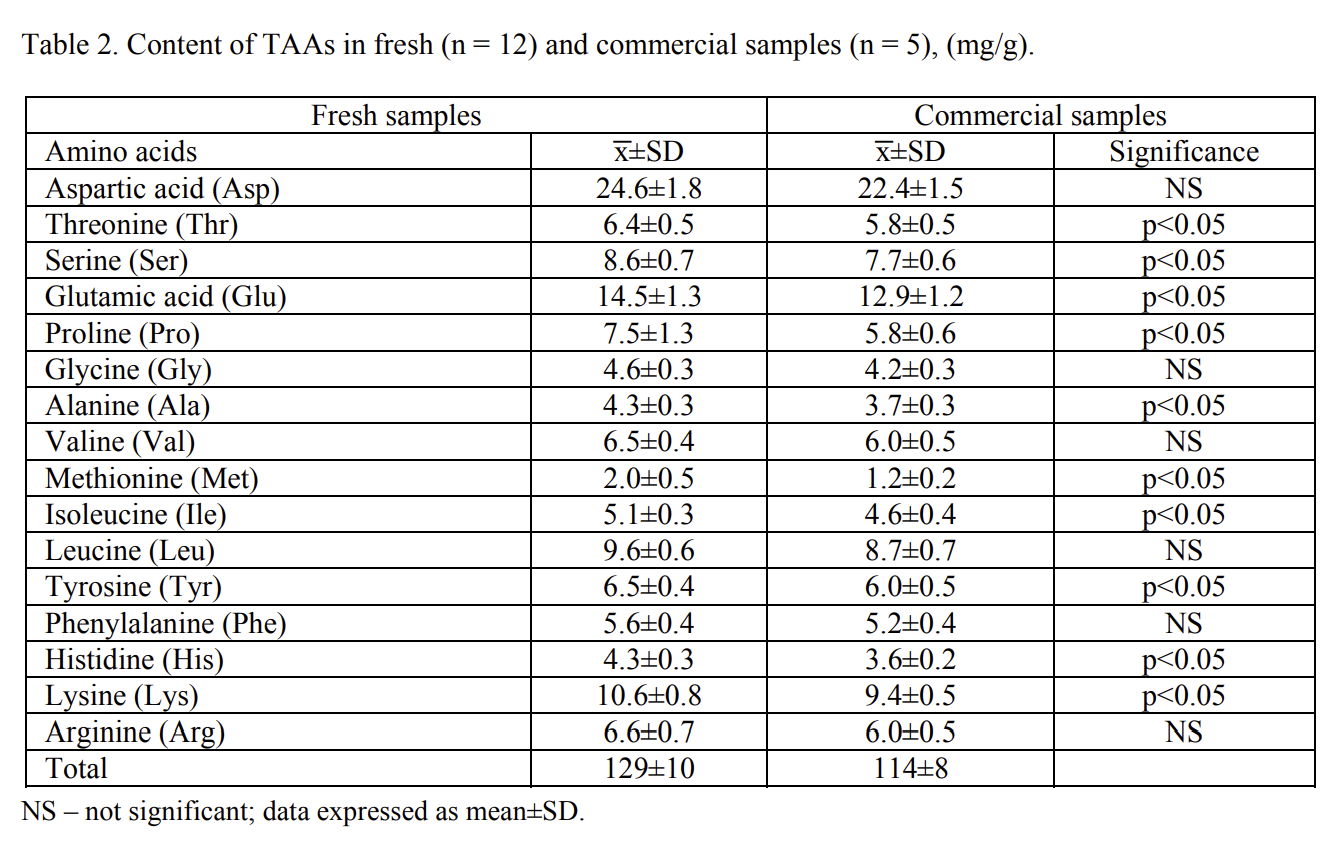 Table 2. Content of TAAs in fresh (n = 12) and commercial samples (n = 5), (mg/g).
Fresh samples Commercial samples
Amino acids x̅±SD x̅±SD Significance
Aspartic acid (Asp) 24.6±1.8 22.4±1.5 NS
Threonine (Thr) 6.4±0.5 5.8±0.5 p<0.05
Serine (Ser) 8.6±0.7 7.7±0.6 p<0.05
Glutamic acid (Glu) 14.5±1.3 12.9±1.2 p<0.05
Proline (Pro) 7.5±1.3 5.8±0.6 p<0.05
Glycine (Gly) 4.6±0.3 4.2±0.3 NS
Alanine (Ala) 4.3±0.3 3.7±0.3 p<0.05
Valine (Val) 6.5±0.4 6.0±0.5 NS
Methionine (Met) 2.0±0.5 1.2±0.2 p<0.05
Isoleucine (Ile) 5.1±0.3 4.6±0.4 p<0.05
Leucine (Leu) 9.6±0.6 8.7±0.7 NS
Tyrosine (Tyr) 6.5±0.4 6.0±0.5 p<0.05
Phenylalanine (Phe) 5.6±0.4 5.2±0.4 NS
Histidine (His) 4.3±0.3 3.6±0.2 p<0.05
Lysine (Lys) 10.6±0.8 9.4±0.5 p<0.05
Arginine (Arg) 6.6±0.7 6.0±0.5 NS
Total 129±10 114±8
NS – not significant; data expressed as mean±SD.